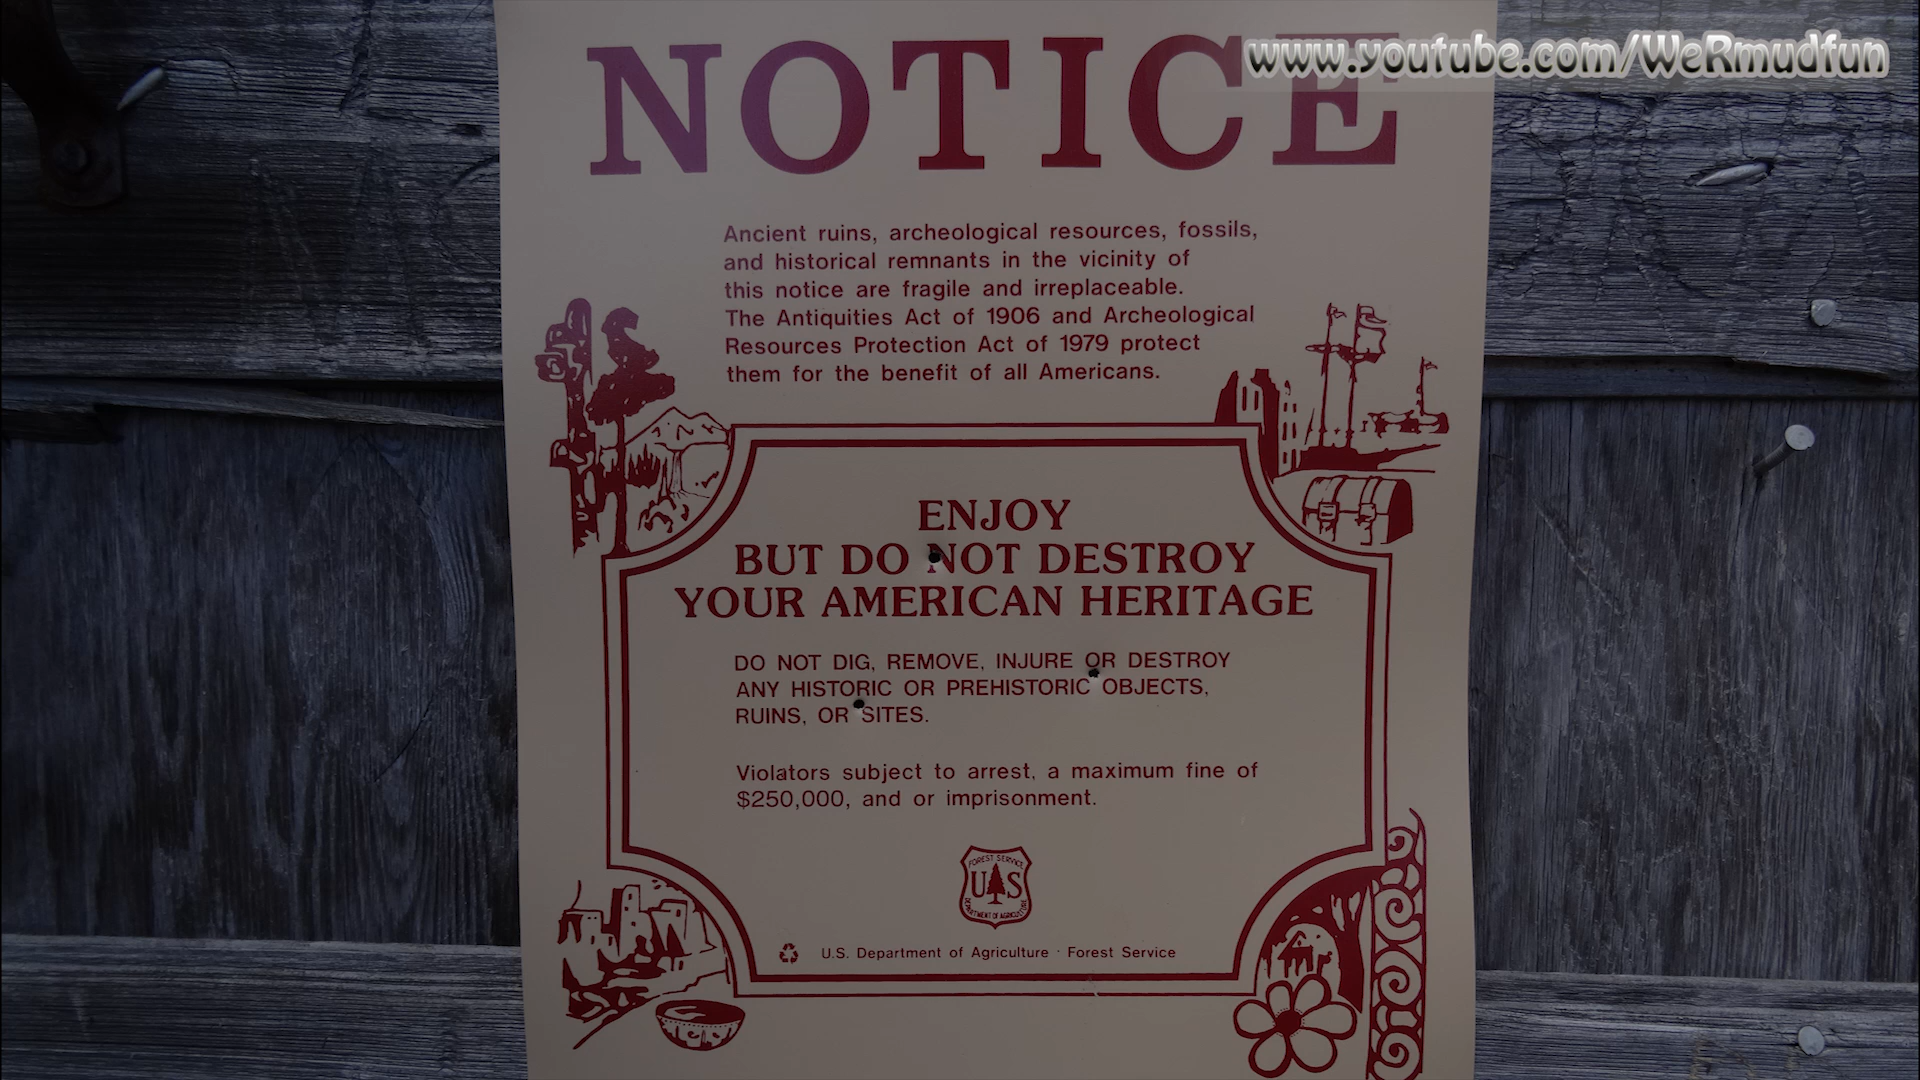 www.youtube.com/WeRmudfun
NOTICE
Ancient ruins, archeological resources, fossils,
and historical remnants in the vicinity of
this notice are fragile and irreplaceable.
The Antiquities Act of 1906 and Archeological
Resources Protection Act of 1979 protect
them for the benefit of all Americans.
ENJOY
BUT DO NOT DESTROY
YOUR AMERICAN HERITAGE
DO NOT DIG, REMOVE, INJURE OR DESTROY
ANY HISTORIC OR PREHISTORIC OBJECTS,
RUINS, OR SITES.
Violators subject to arrest, a maximum fine of
$250,000, and or imprisonment.
FOREST SERVICE
U S
DEPARTMENT OF AGRICULTURE
U.S. Department of Agriculture · Forest Service